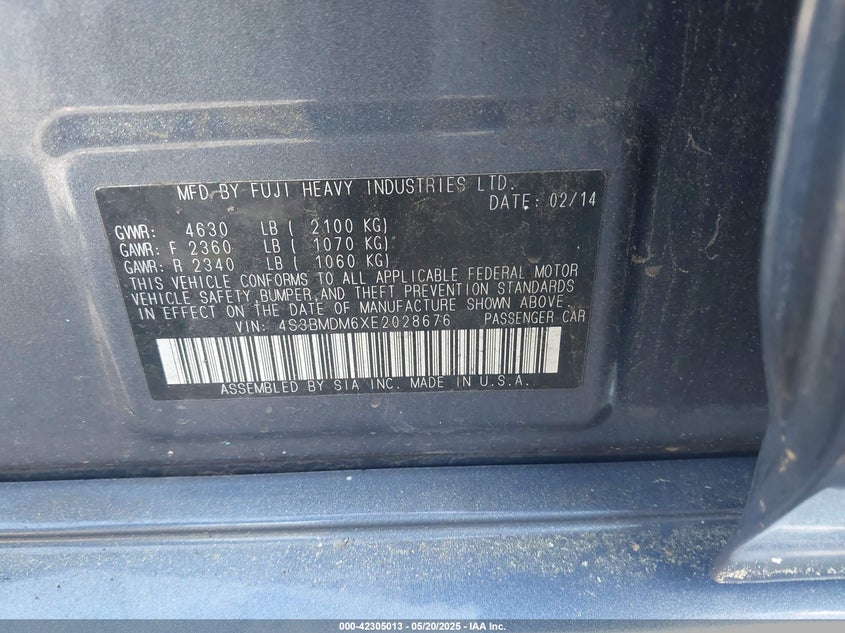 MFD BY FUJI HEAVY INDUSTRIES LTD.
DATE: 02/14
GVWR: 4630 LB ( 2100 KG)
GAWR: F 2360 LB ( 1070 KG)
GAWR: R 2340 LB ( 1060 KG)
THIS VEHICLE CONFORMS TO ALL APPLICABLE FEDERAL MOTOR
VEHICLE SAFETY, BUMPER, AND THEFT PREVENTION STANDARDS
IN EFFECT ON THE DATE OF MANUFACTURE SHOWN ABOVE.
VIN: 4S3BMDM6XE2028676 PASSENGER CAR
ASSEMBLED BY SIA INC. MADE IN U.S.A.
000-42305013 - 05/20/2025 - IAA Inc.